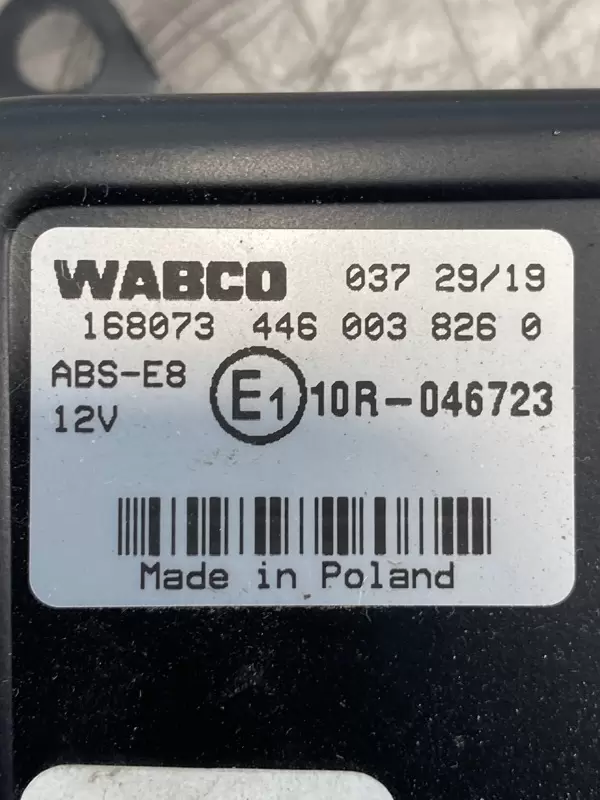 WABCO 037 29/19
168073 446 003 826 0
ABS-E8
12V
E1 10R-046723
Made in Poland